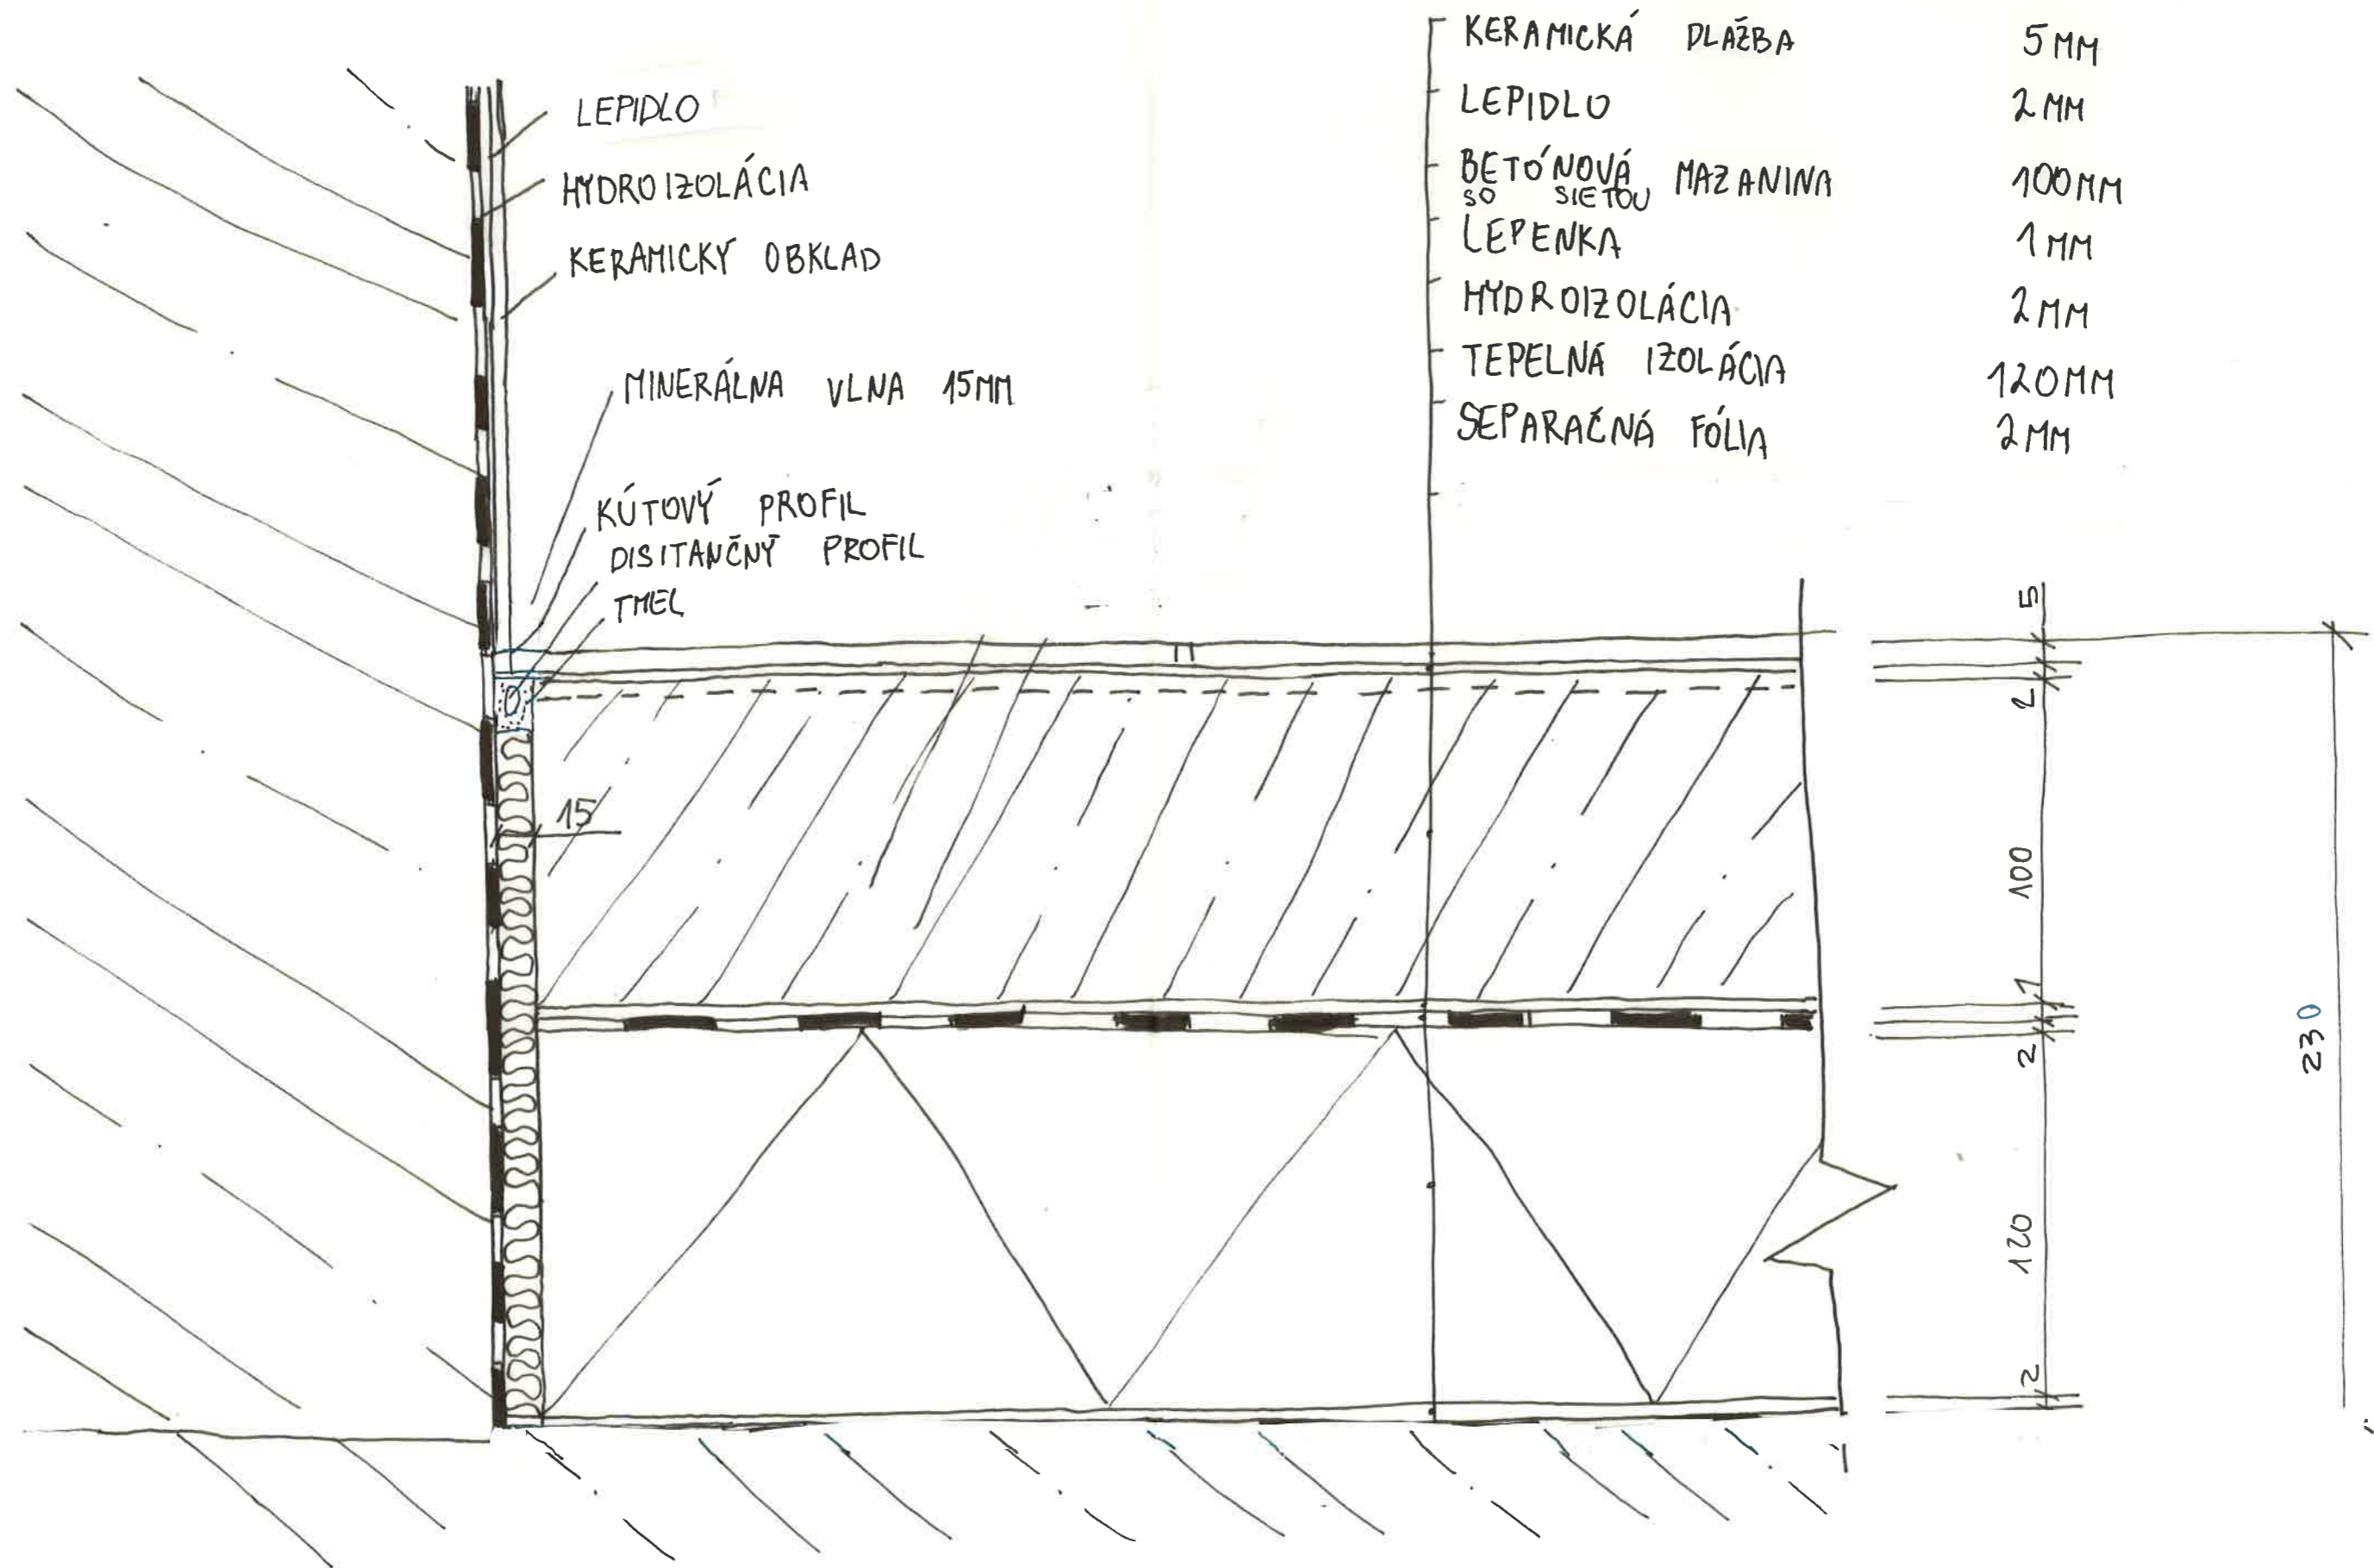 LEPIDLO
HYDROIZOLÁCIA
KERAMICKÝ OBKLAD
MINERÁLNA VLNA 15MM
KÚTOVÝ PROFIL
DISITANČNÝ PROFIL
TMEL
KERAMICKÁ DLAŽBA 5MM
LEPIDLO 2MM
BETÓNOVÁ MAZANINA 100MM
SO SIEŤOU
LEPENKA 1MM
HYDROIZOLÁCIA 2MM
TEPELNÁ IZOLÁCIA 120MM
SEPARAČNÁ FÓLIA 2MM
15
5
2
100
1
2
120
2
230